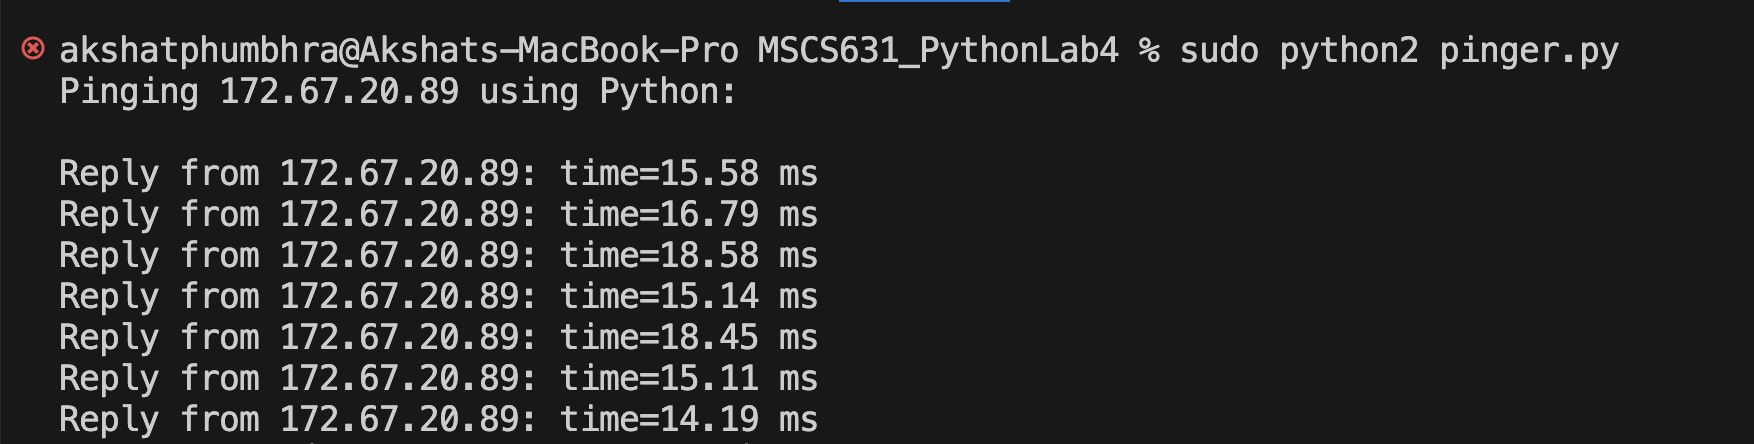 akshatphumbhra@Akshats-MacBook-Pro MSCS631_PythonLab4 % sudo python2 pinger.py
Pinging 172.67.20.89 using Python:
Reply from 172.67.20.89: time=15.58 ms
Reply from 172.67.20.89: time=16.79 ms
Reply from 172.67.20.89: time=18.58 ms
Reply from 172.67.20.89: time=15.14 ms
Reply from 172.67.20.89: time=18.45 ms
Reply from 172.67.20.89: time=15.11 ms
Reply from 172.67.20.89: time=14.19 ms